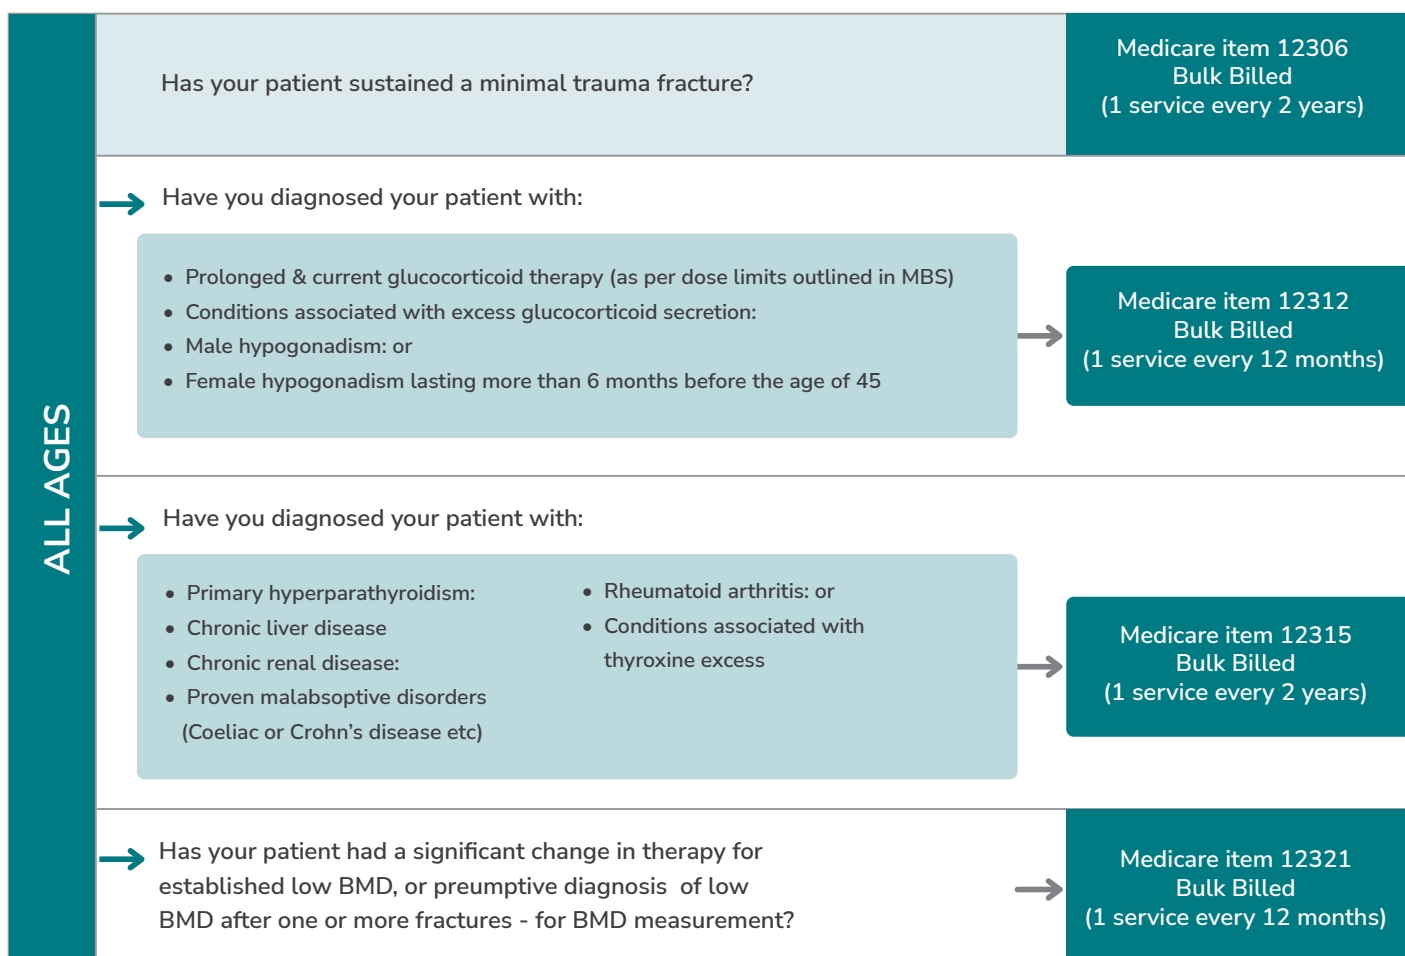 ALL AGES
Has your patient sustained a minimal trauma fracture?
Medicare item 12306
Bulk Billed
(1 service every 2 years)
Have you diagnosed your patient with:
• Prolonged & current glucocorticoid therapy (as per dose limits outlined in MBS)
• Conditions associated with excess glucocorticoid secretion:
• Male hypogonadism: or
• Female hypogonadism lasting more than 6 months before the age of 45
Medicare item 12312
Bulk Billed
(1 service every 12 months)
Have you diagnosed your patient with:
• Primary hyperparathyroidism:
• Chronic liver disease
• Chronic renal disease:
• Proven malabsoptive disorders
(Coeliac or Crohn’s disease etc)
• Rheumatoid arthritis: or
• Conditions associated with
thyroxine excess
Medicare item 12315
Bulk Billed
(1 service every 2 years)
Has your patient had a significant change in therapy for
established low BMD, or preumptive diagnosis of low
BMD after one or more fractures - for BMD measurement?
Medicare item 12321
Bulk Billed
(1 service every 12 months)